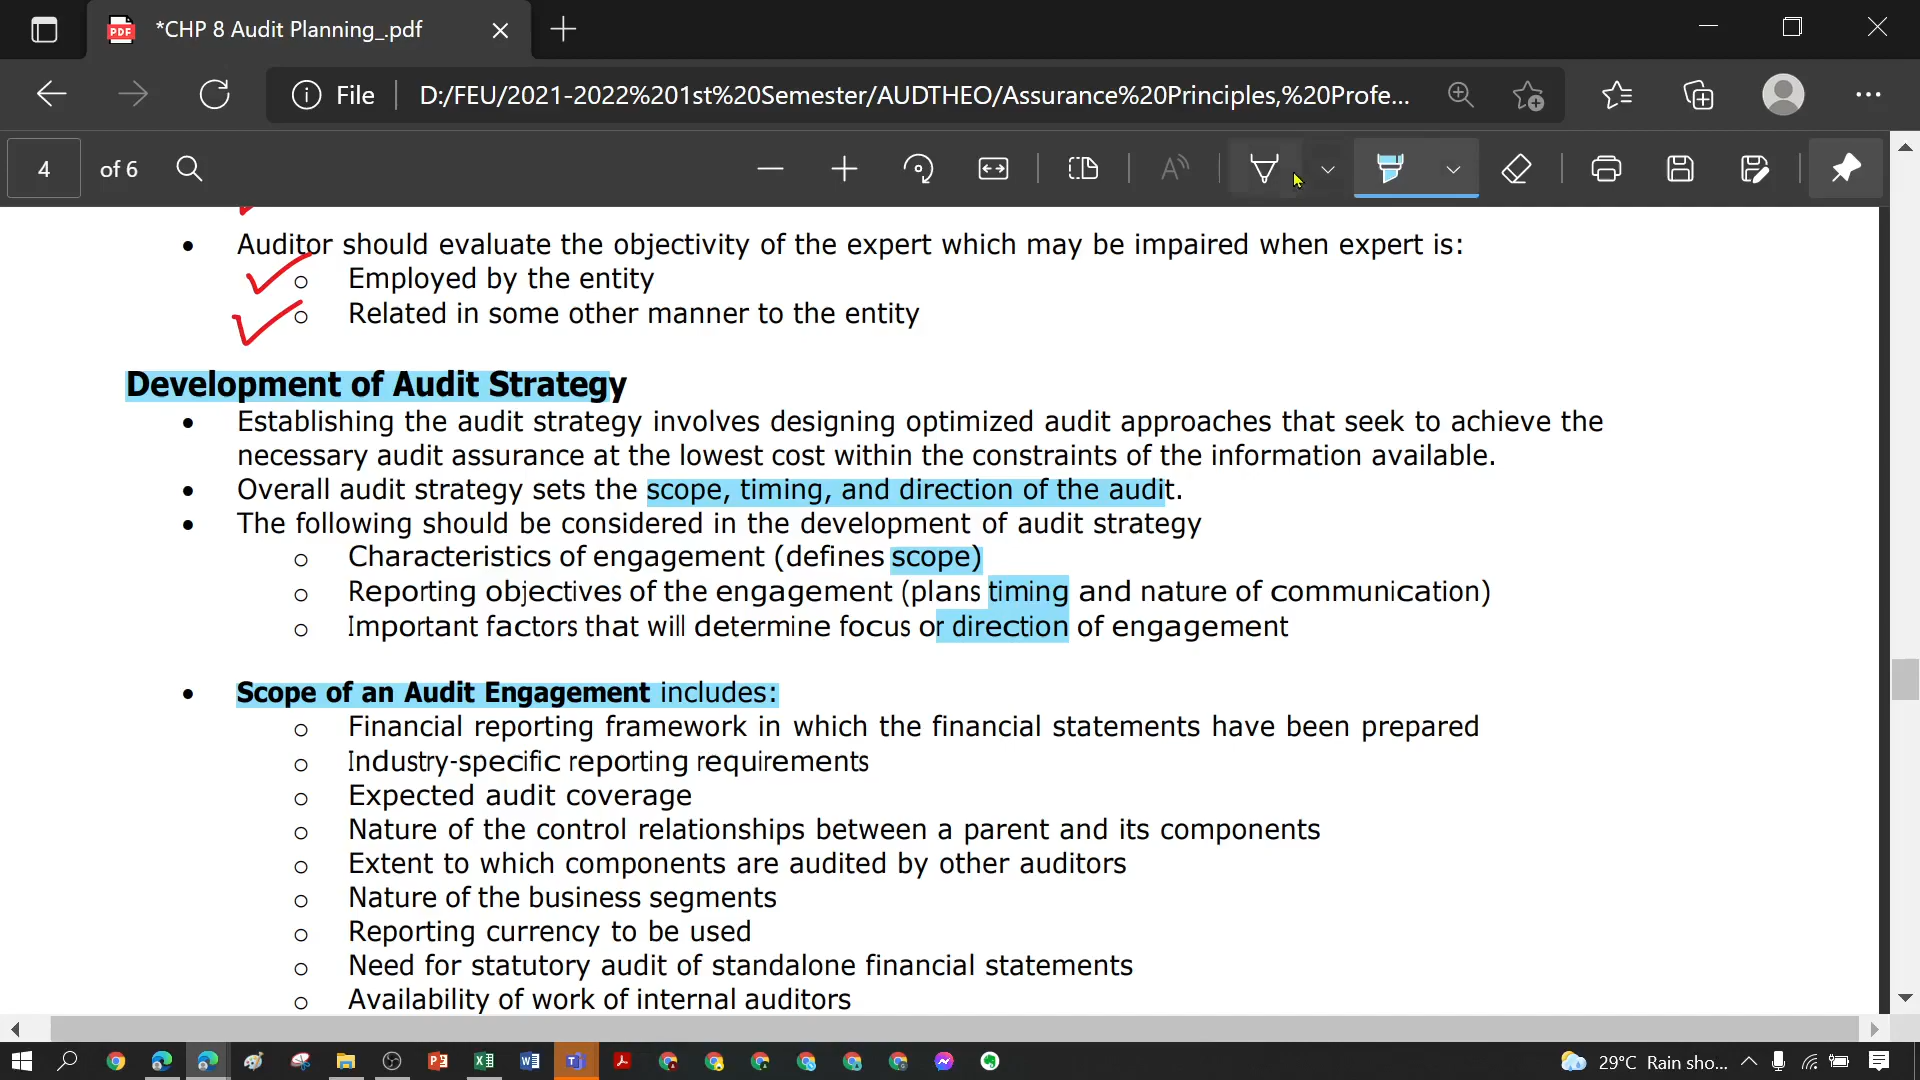 *CHP 8 Audit Planning_.pdf
File
D:/FEU/2021-2022%201st%20Semester/AUDTHEO/Assurance%20Principles,%20Profe...
4 of 6
• Auditor should evaluate the objectivity of the expert which may be impaired when expert is:
o Employed by the entity
o Related in some other manner to the entity
Development of Audit Strategy
• Establishing the audit strategy involves designing optimized audit approaches that seek to achieve the
necessary audit assurance at the lowest cost within the constraints of the information available.
• Overall audit strategy sets the scope, timing, and direction of the audit.
• The following should be considered in the development of audit strategy
o Characteristics of engagement (defines scope)
o Reporting objectives of the engagement (plans timing and nature of communication)
o Important factors that will determine focus or direction of engagement
• Scope of an Audit Engagement includes:
o Financial reporting framework in which the financial statements have been prepared
o Industry-specific reporting requirements
o Expected audit coverage
o Nature of the control relationships between a parent and its components
o Extent to which components are audited by other auditors
o Nature of the business segments
o Reporting currency to be used
o Need for statutory audit of standalone financial statements
o Availability of work of internal auditors
29°C Rain sho...